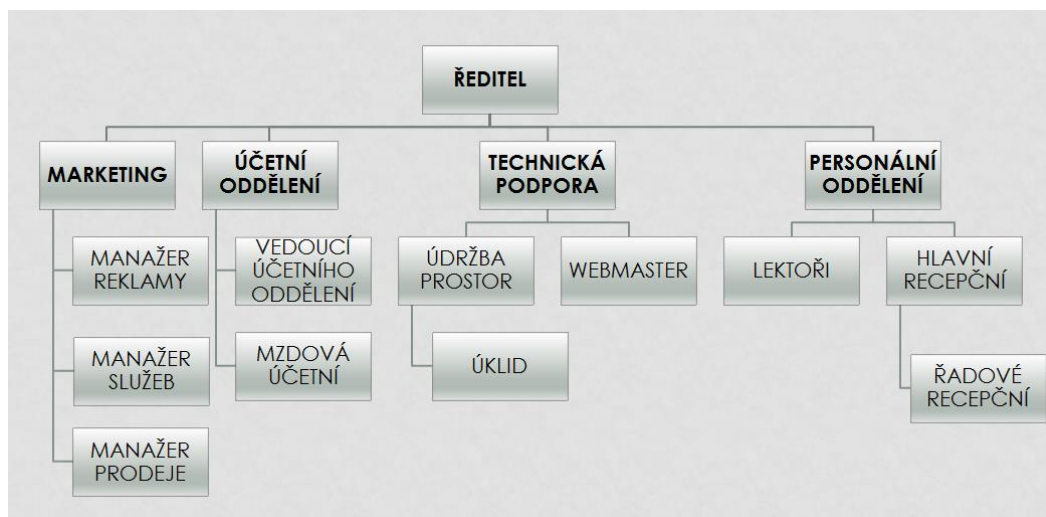 ŘEDITEL
MARKETING
ÚČETNÍ
ODDĚLENÍ
TECHNICKÁ
PODPORA
PERSONÁLNÍ
ODDĚLENÍ
MANAŽER
REKLAMY
VEDOUCÍ
ÚČETNÍHO
ODDĚLENÍ
ÚDRŽBA
PROSTOR
WEBMASTER
LEKTOŘI
HLAVNÍ
RECEPČNÍ
MANAŽER
SLUŽEB
MZDOVÁ
ÚČETNÍ
ÚKLID
ŘADOVÉ
RECEPČNÍ
MANAŽER
PRODEJE